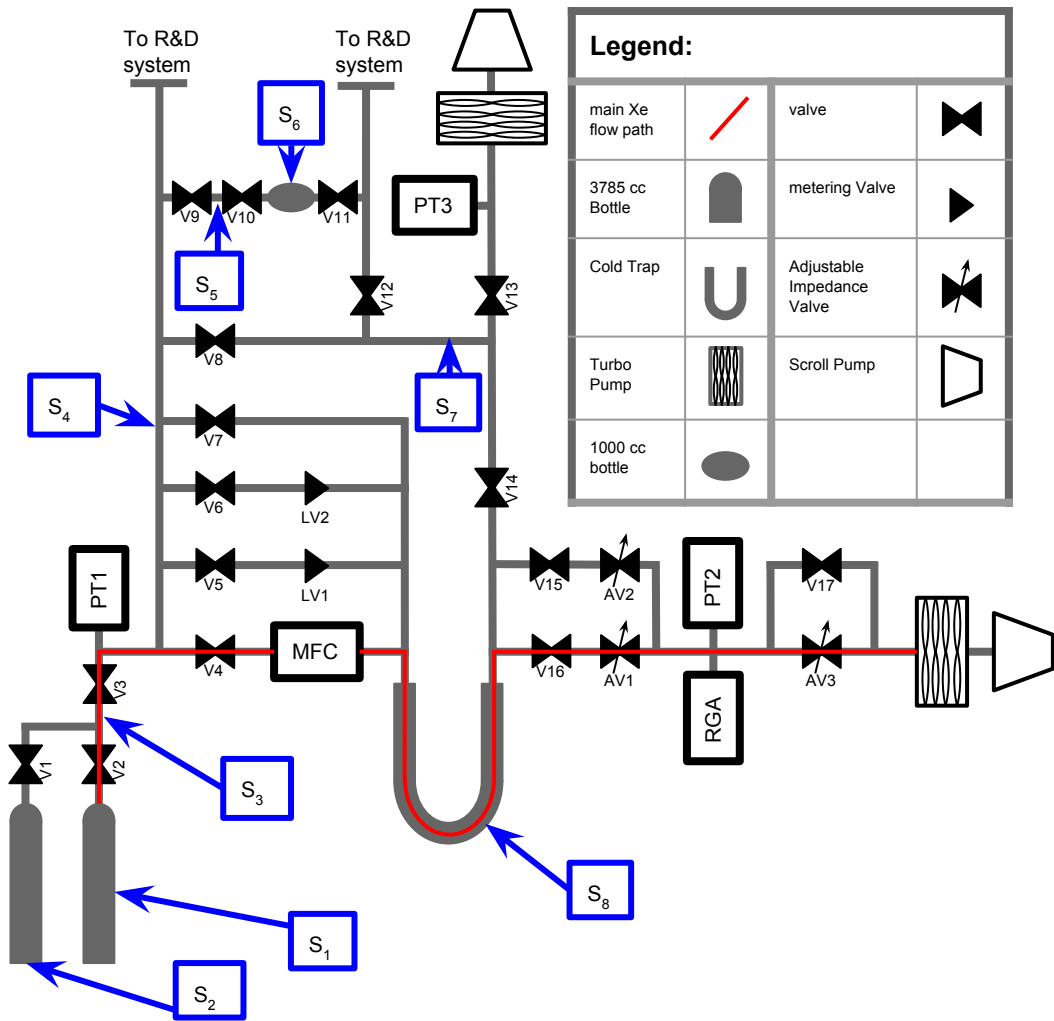 To R&D
system
To R&D
system
Legend:
main Xe
flow path
valve
3785 cc
Bottle
metering Valve
Cold Trap
Adjustable
Impedance
Valve
Turbo
Pump
Scroll Pump
1000 cc
bottle
S6
PT3
V9
V10
V11
S5
V12
V13
V8
S7
S4
V7
V6
LV2
V14
V5
LV1
V15
AV2
PT2
V17
PT1
V4
MFC
V16
AV1
AV3
V3
RGA
V1
V2
S3
S8
S1
S2